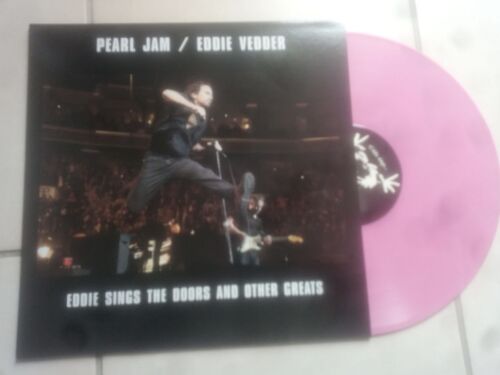 PEARL JAM / EDDIE VEDDER
EDDIE SINGS THE DOORS AND OTHER GREATS